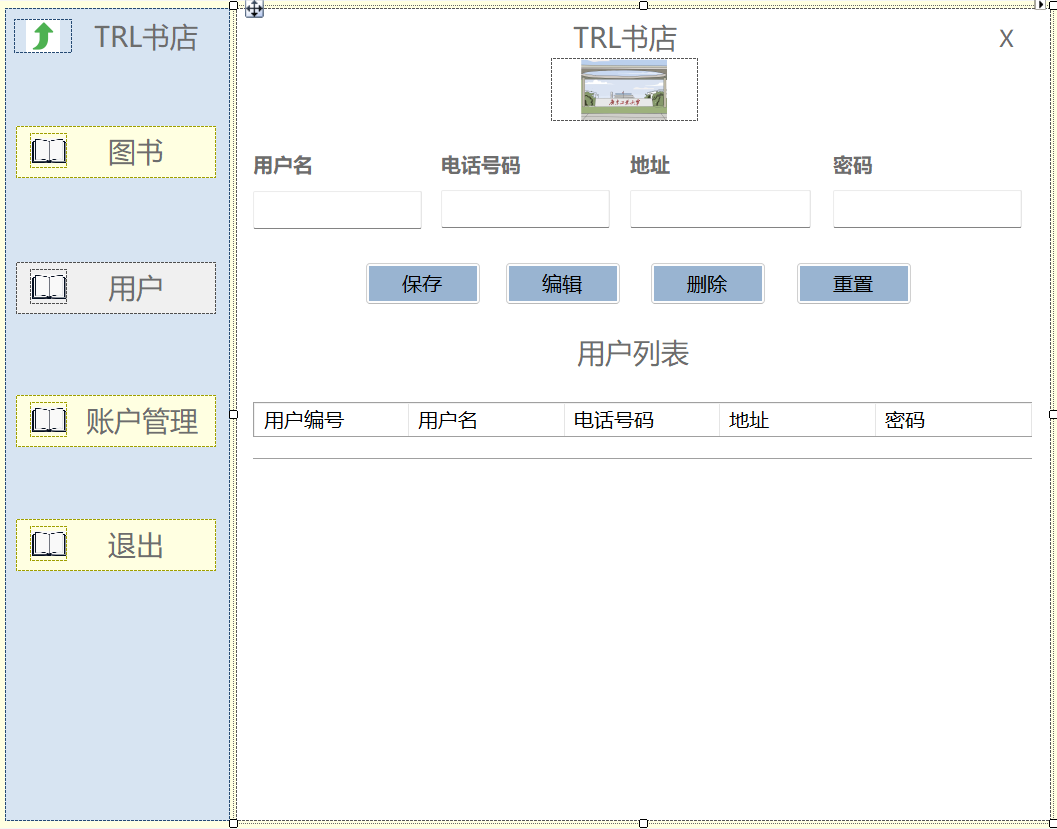 TRL书店
图书
用户
账户管理
退出
TRL书店
X
用户名 电话号码 地址 密码
保存 编辑 删除 重置
用户列表
用户编号 用户名 电话号码 地址 密码